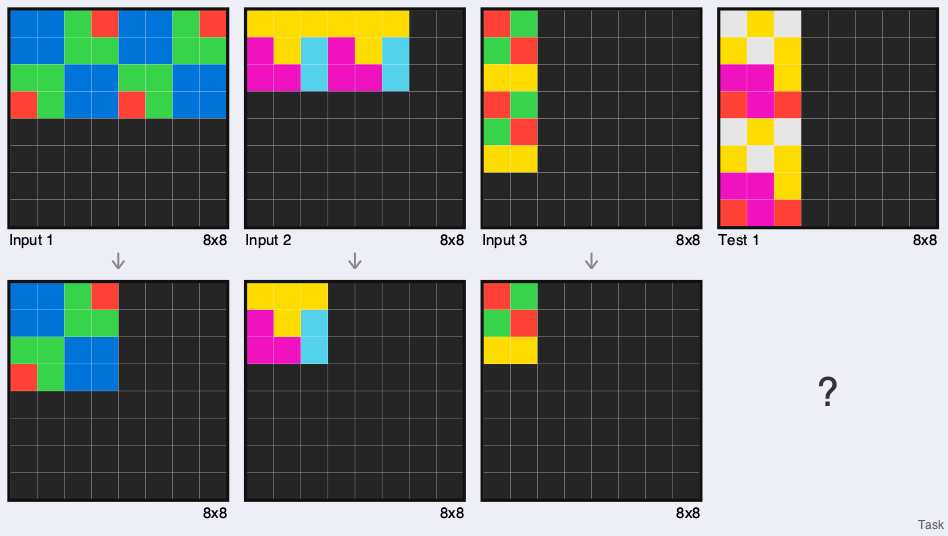 Input 1 8x8
Input 2 8x8
Input 3 8x8
Test 1 8x8
8x8
8x8
8x8
?
Task